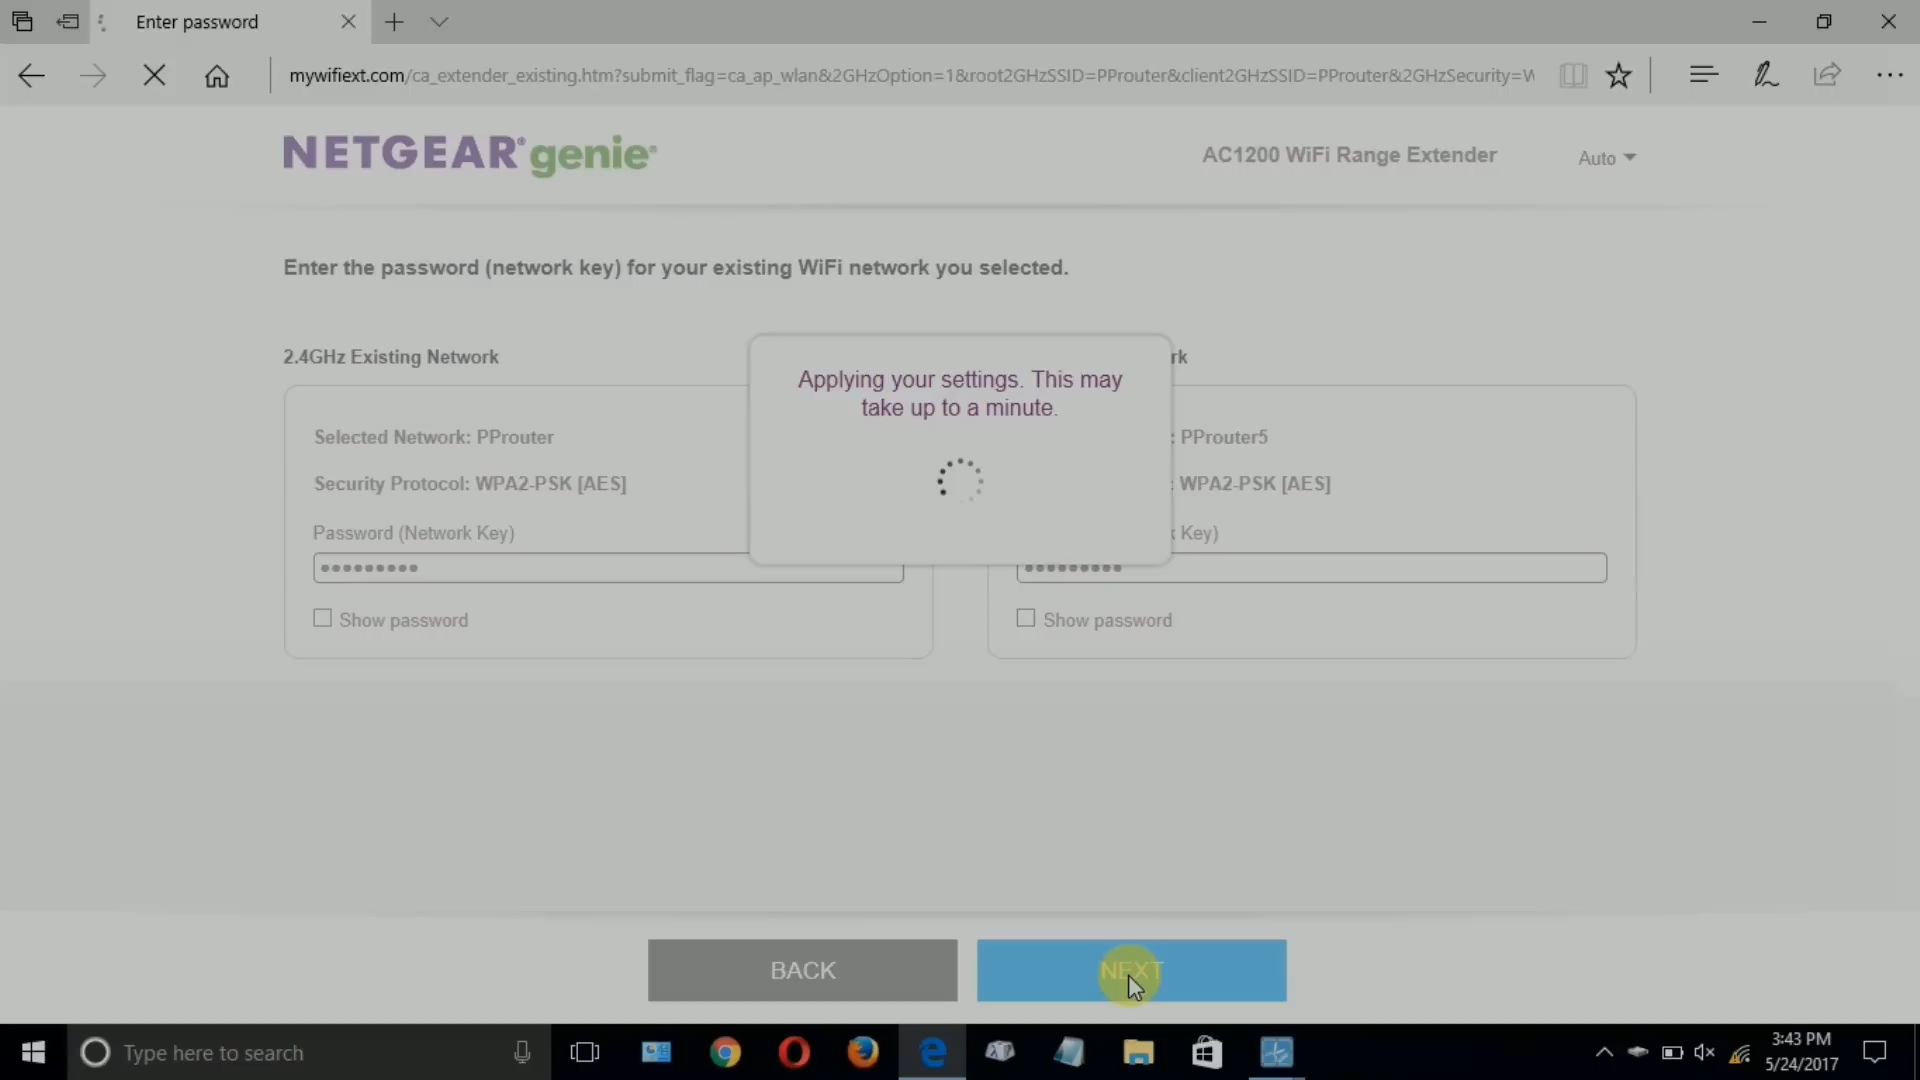 Enter password
mywifiext.com/ca_extender_existing.htm?submit_flag=ca_ap_wlan&2GHzOption=1&root2GHzSSID=PProuter&client2GHzSSID=PProuter&2GHzSecurity=W
NETGEAR® genie®
AC1200 WiFi Range Extender
Auto
Enter the password (network key) for your existing WiFi network you selected.
2.4GHz Existing Network
rk
Applying your settings. This may
take up to a minute.
Selected Network: PProuter
: PProuter5
Security Protocol: WPA2-PSK [AES]
: WPA2-PSK [AES]
Password (Network Key)
Key)
•••••••••
•••••••••
Show password
Show password
BACK
NEXT
Type here to search
3:43 PM
5/24/2017